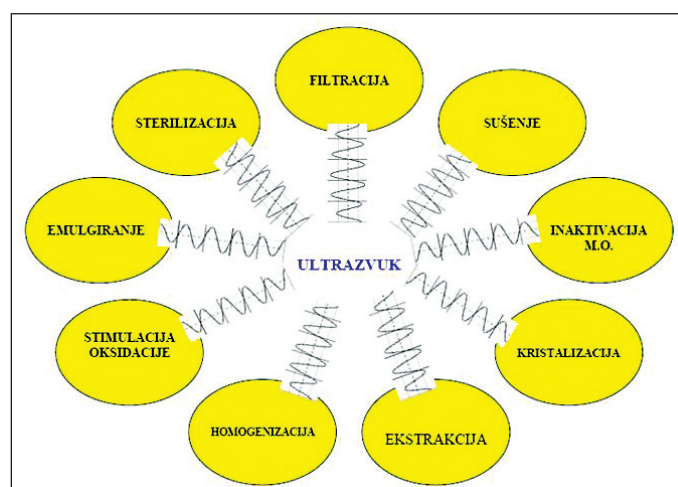 FILTRACIJA
STERILIZACIJA
SUŠENJE
EMULGIRANJE
INAKTIVACIJA
M.O.
ULTRAZVUK
STIMULACIJA
OKSIDACIJE
KRISTALIZACIJA
HOMOGENIZACIJA
EKSTRAKCIJA